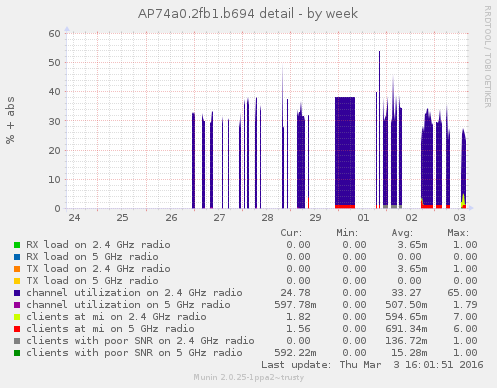 AP74a0.2fb1.b694 detail - by week
RRDTOOL / TOBI OETIKER
% + abs
60
50
40
30
20
10
0
24 25 26 27 28 29 01 02 03
Cur: Min: Avg: Max:
RX load on 2.4 GHz radio 0.00 0.00 3.65m 1.00
RX load on 5 GHz radio 0.00 0.00 0.00 0.00
TX load on 2.4 GHz radio 0.00 0.00 3.65m 1.00
TX load on 5 GHz radio 0.00 0.00 0.00 0.00
channel utilization on 2.4 GHz radio 24.78 0.00 33.27 65.00
channel utilization on 5 GHz radio 597.78m 0.00 507.50m 1.79
clients at mi on 2.4 GHz radio 1.82 0.00 594.65m 7.00
clients at mi on 5 GHz radio 1.56 0.00 691.34m 6.00
clients with poor SNR on 2.4 GHz radio 0.00 0.00 136.72m 1.00
clients with poor SNR on 5 GHz radio 592.22m 0.00 15.28m 1.00
Last update: Thu Mar 3 16:01:51 2016
Munin 2.0.25-1ppa2~trusty